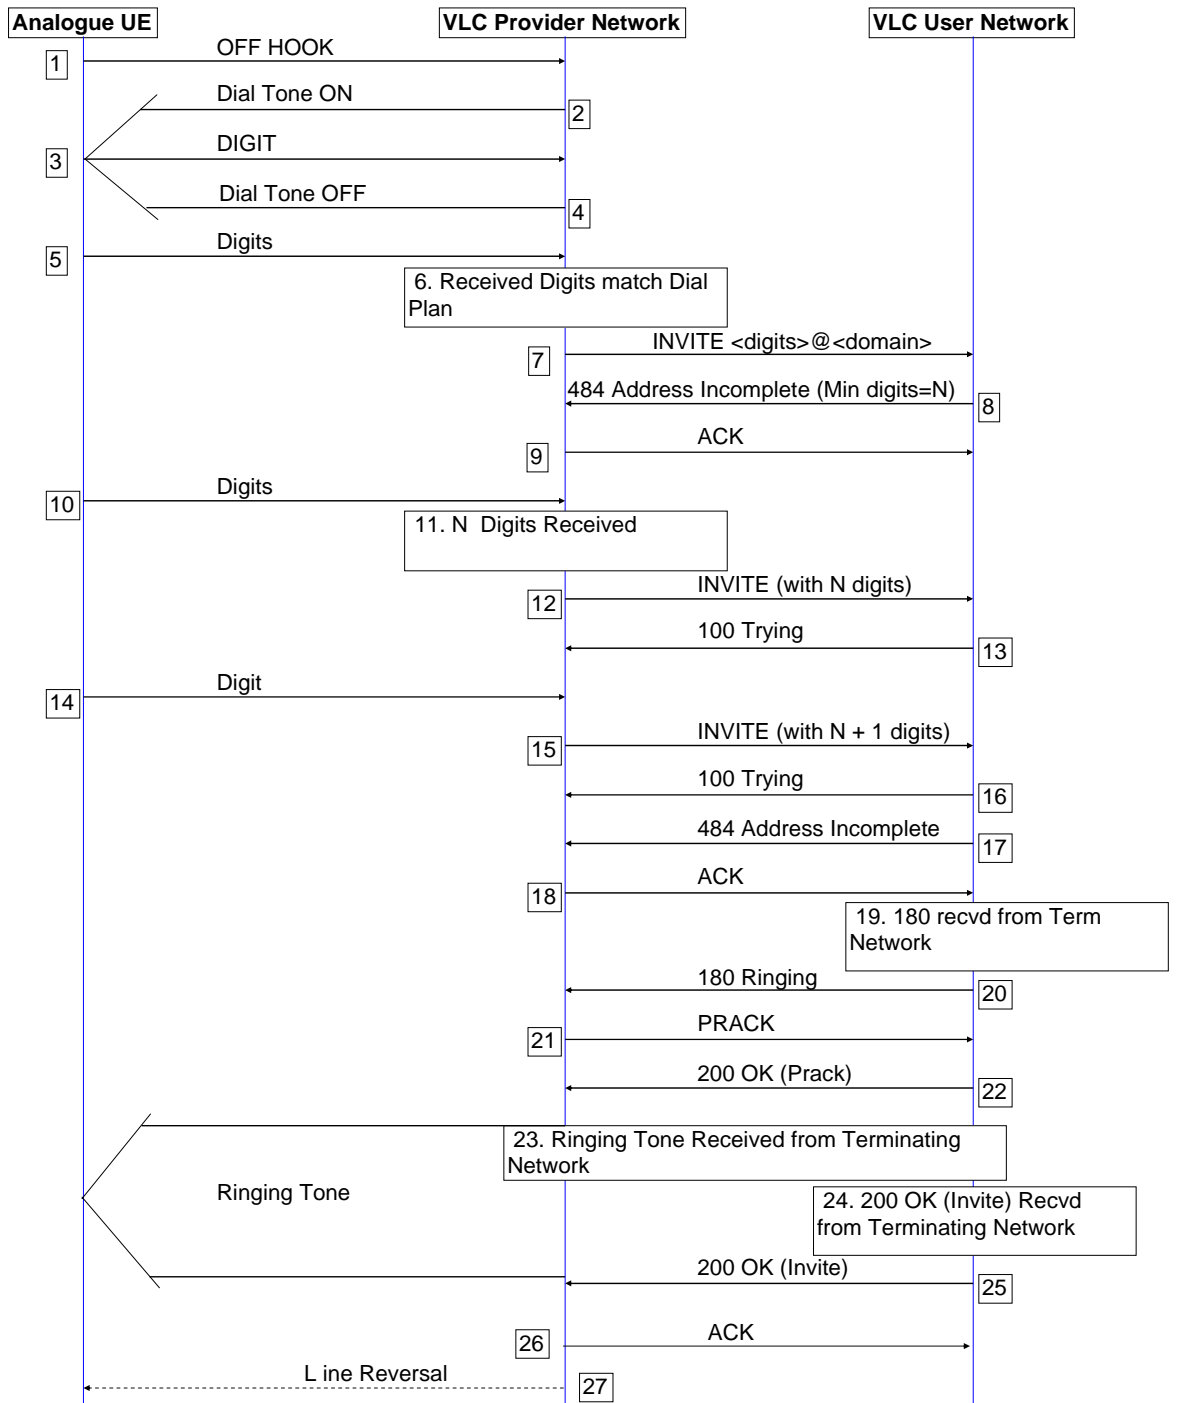 Analogue UE
VLC Provider Network
VLC User Network
OFF HOOK
1
Dial Tone ON
2
DIGIT
3
Dial Tone OFF
4
Digits
5
6. Received Digits match Dial
Plan
INVITE <digits>@<domain>
7
484 Address Incomplete (Min digits=N)
8
ACK
9
Digits
10
11. N Digits Received
INVITE (with N digits)
12
100 Trying
13
Digit
14
INVITE (with N + 1 digits)
15
100 Trying
16
484 Address Incomplete
17
ACK
18
19. 180 recvd from Term
Network
180 Ringing
20
PRACK
21
200 OK (Prack)
22
23. Ringing Tone Received from Terminating
Network
Ringing Tone
24. 200 OK (Invite) Recvd
from Terminating Network
200 OK (Invite)
25
ACK
26
L ine Reversal
27